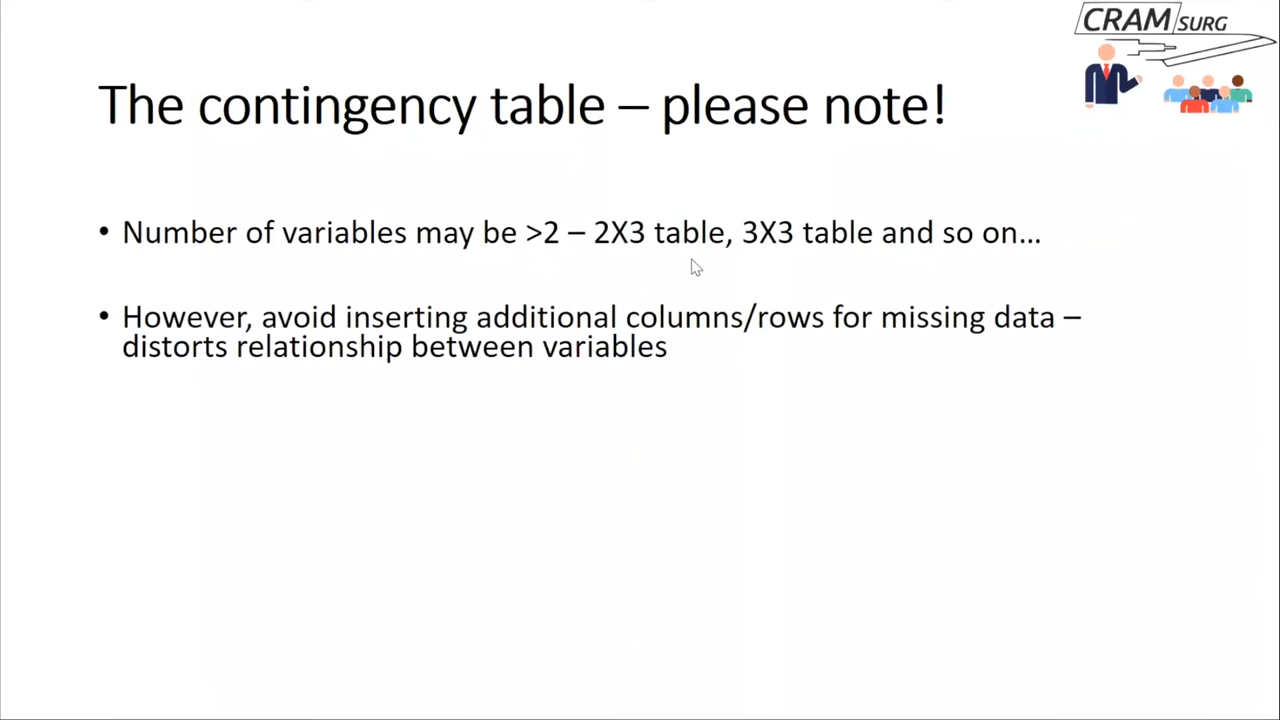 CRAM SURG
The contingency table – please note!
• Number of variables may be >2 – 2X3 table, 3X3 table and so on...
• However, avoid inserting additional columns/rows for missing data –
distorts relationship between variables